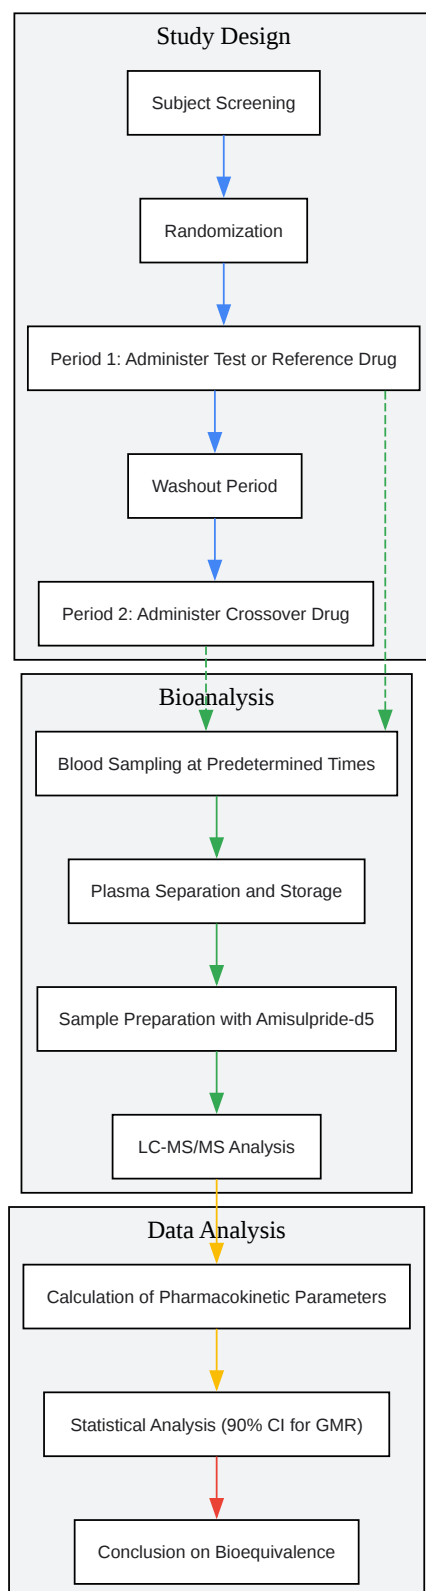 Study Design
Subject Screening
Randomization
Period 1: Administer Test or Reference Drug
Washout Period
Period 2: Administer Crossover Drug
Bioanalysis
Blood Sampling at Predetermined Times
Plasma Separation and Storage
Sample Preparation with Amisulpride-d5
LC-MS/MS Analysis
Data Analysis
Calculation of Pharmacokinetic Parameters
Statistical Analysis (90% CI for GMR)
Conclusion on Bioequivalence